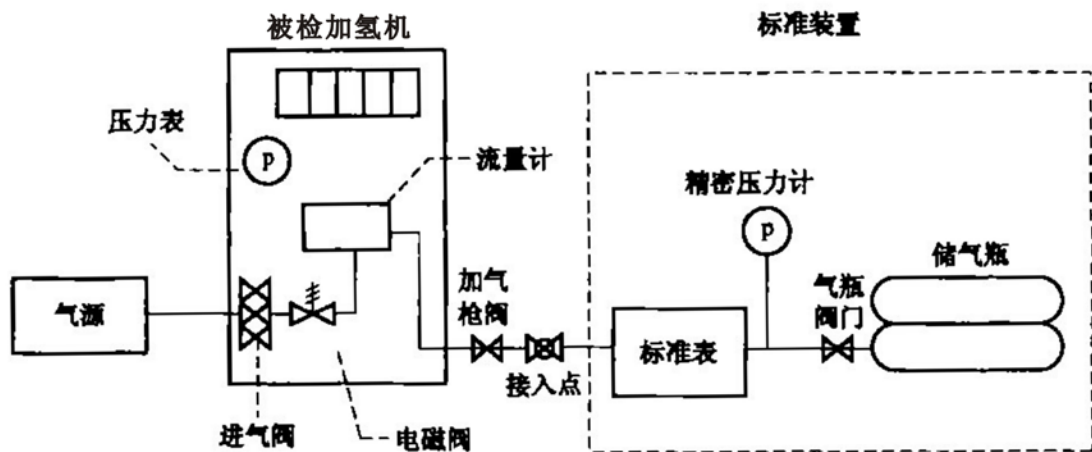 被检加氢机
标准装置
压力表
P
流量计
精密压力计
P
储气瓶
加气
枪阀
气瓶
阀门
气源
标准表
接入点
进气阀
电磁阀